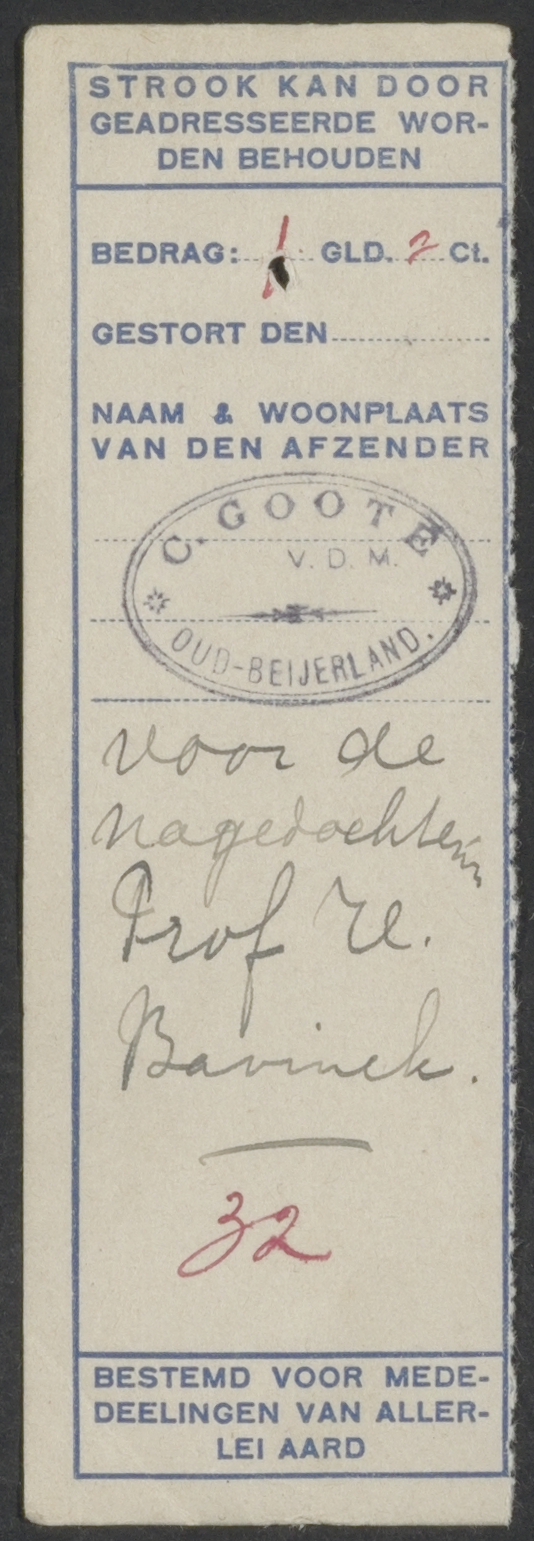 STROOK KAN DOOR
GEADRESSEERDE WOR-
DEN BEHOUDEN
BEDRAG: 1 GLD. 2 Ct.
GESTORT DEN
NAAM & WOONPLAATS
VAN DEN AFZENDER
C. GOOTE
V. D. M.
OUD-BEIJERLAND.
voor de
nagedachtenis
Prof H.
Bavinck.
32
BESTEMD VOOR MEDE-
DEELINGEN VAN ALLER-
LEI AARD